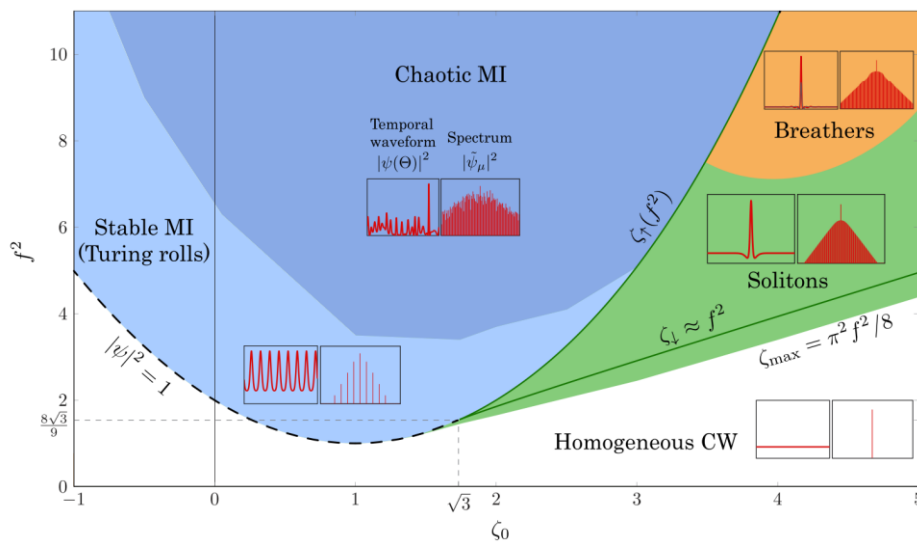 10
8
6
4
2
0
f²
8√3
9
Chaotic MI
Temporal
waveform
|ψ(Θ)|²
Spectrum
|ψ̃_μ|²
Stable MI
(Turing rolls)
|ψ|² = 1
ζ↑(f²)
Breathers
Solitons
ζ↓ ≈ f²
ζmax = π² f²/8
Homogeneous CW
−1
0
1
√3
2
3
4
5
ζ₀